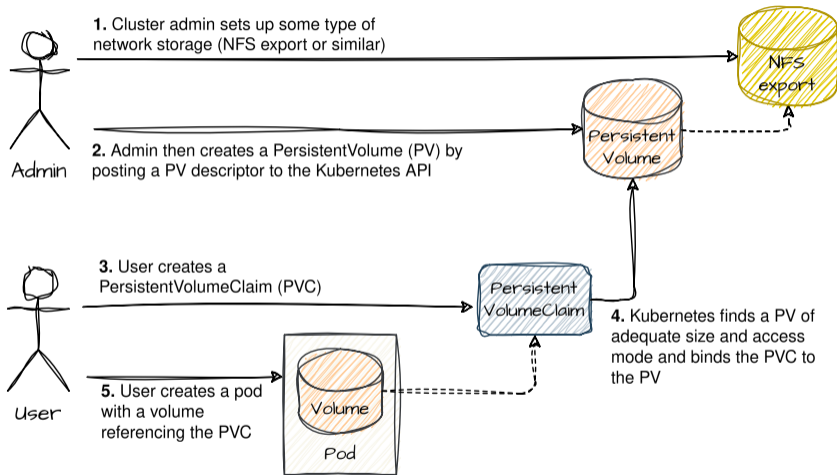 1. Cluster admin sets up some type of
network storage (NFS export or similar)
NFS
export
Persistent
Volume
Admin
2. Admin then creates a PersistentVolume (PV) by
posting a PV descriptor to the Kubernetes API
3. User creates a
PersistentVolumeClaim (PVC)
Persistent
VolumeClaim
4. Kubernetes finds a PV of
adequate size and access
mode and binds the PVC to
the PV
User
5. User creates a pod
with a volume
referencing the PVC
Volume
Pod